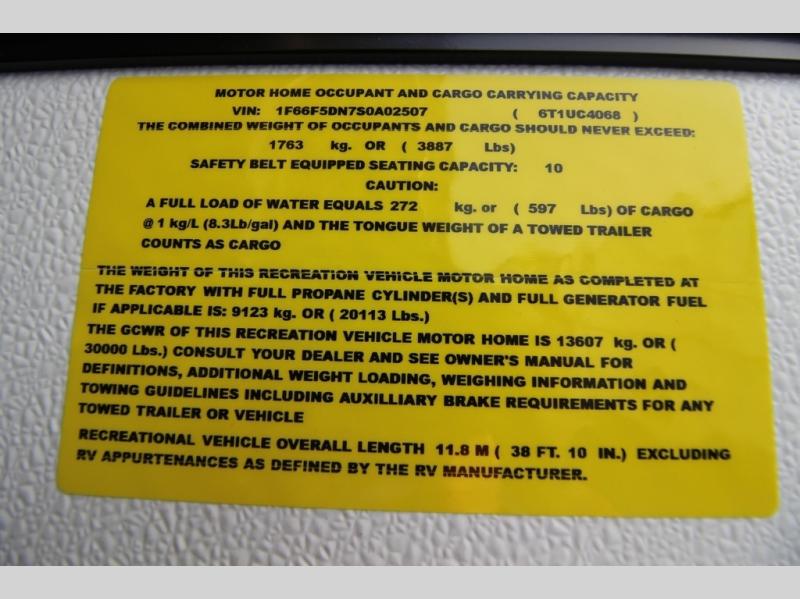 MOTOR HOME OCCUPANT AND CARGO CARRYING CAPACITY
VIN: 1F66F5DN7S0A02507 ( 6T1UC4068 )
THE COMBINED WEIGHT OF OCCUPANTS AND CARGO SHOULD NEVER EXCEED:
1763 kg. OR ( 3887 Lbs)
SAFETY BELT EQUIPPED SEATING CAPACITY: 10
CAUTION:
A FULL LOAD OF WATER EQUALS 272 kg. or ( 597 Lbs) OF CARGO
@ 1 kg/L (8.3Lb/gal) AND THE TONGUE WEIGHT OF A TOWED TRAILER
COUNTS AS CARGO
THE WEIGHT OF THIS RECREATION VEHICLE MOTOR HOME AS COMPLETED AT
THE FACTORY WITH FULL PROPANE CYLINDER(S) AND FULL GENERATOR FUEL
IF APPLICABLE IS: 9123 kg. OR ( 20113 Lbs.)
THE GCWR OF THIS RECREATION VEHICLE MOTOR HOME IS 13607 kg. OR (
30000 Lbs.) CONSULT YOUR DEALER AND SEE OWNER'S MANUAL FOR
DEFINITIONS, ADDITIONAL WEIGHT LOADING, WEIGHING INFORMATION AND
TOWING GUIDELINES INCLUDING AUXILLIARY BRAKE REQUIREMENTS FOR ANY
TOWED TRAILER OR VEHICLE
RECREATIONAL VEHICLE OVERALL LENGTH 11.8 M ( 38 FT. 10 IN.) EXCLUDING
RV APPURTENANCES AS DEFINED BY THE RV MANUFACTURER.